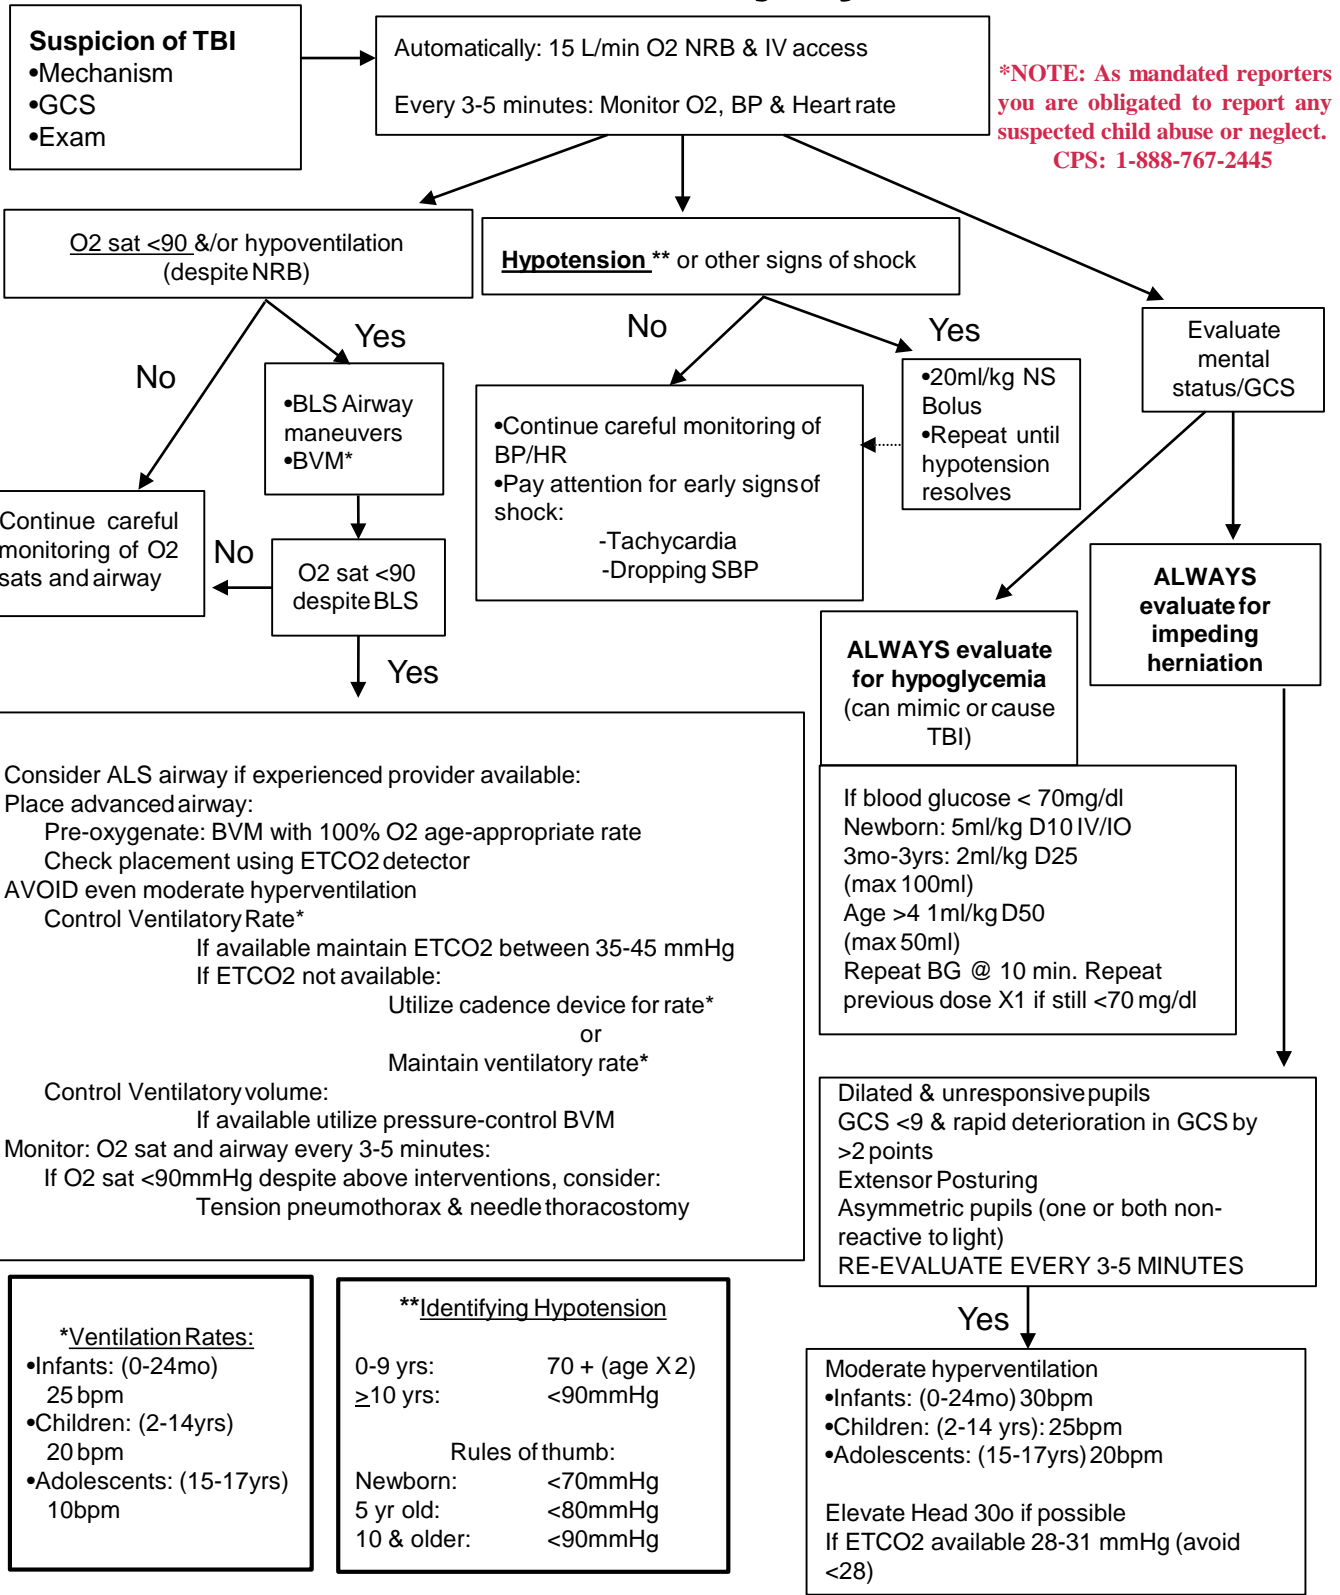 Suspicion of TBI
•Mechanism
•GCS
•Exam
Automatically: 15 L/min O2 NRB & IV access
Every 3-5 minutes: Monitor O2, BP & Heart rate
*NOTE: As mandated reporters
you are obligated to report any
suspected child abuse or neglect.
CPS: 1-888-767-2445
O2 sat <90 &/or hypoventilation
(despite NRB)
Hypotension ** or other signs of shock
Evaluate
mental
status/GCS
No
Yes
•BLS Airway
maneuvers
•BVM*
Continue careful
monitoring of O2
sats and airway
No
O2 sat <90
despite BLS
Yes
No
Yes
•Continue careful monitoring of
BP/HR
•Pay attention for early signs of
shock:
-Tachycardia
-Dropping SBP
•20ml/kg NS
Bolus
•Repeat until
hypotension
resolves
ALWAYS evaluate
for hypoglycemia
(can mimic or cause
TBI)
ALWAYS
evaluate for
impeding
herniation
Consider ALS airway if experienced provider available:
Place advanced airway:
Pre-oxygenate: BVM with 100% O2 age-appropriate rate
Check placement using ETCO2 detector
AVOID even moderate hyperventilation
Control Ventilatory Rate*
If available maintain ETCO2 between 35-45 mmHg
If ETCO2 not available:
Utilize cadence device for rate*
or
Maintain ventilatory rate*
Control Ventilatory volume:
If available utilize pressure-control BVM
Monitor: O2 sat and airway every 3-5 minutes:
If O2 sat <90mmHg despite above interventions, consider:
Tension pneumothorax & needle thoracostomy
If blood glucose < 70mg/dl
Newborn: 5ml/kg D10 IV/IO
3mo-3yrs: 2ml/kg D25
(max 100ml)
Age >4 1ml/kg D50
(max 50ml)
Repeat BG @ 10 min. Repeat
previous dose X1 if still <70 mg/dl
Dilated & unresponsive pupils
GCS <9 & rapid deterioration in GCS by
>2 points
Extensor Posturing
Asymmetric pupils (one or both non-
reactive to light)
RE-EVALUATE EVERY 3-5 MINUTES
Yes
*Ventilation Rates:
•Infants: (0-24mo)
25 bpm
•Children: (2-14yrs)
20 bpm
•Adolescents: (15-17yrs)
10bpm
**Identifying Hypotension
0-9 yrs: 70 + (age X 2)
>10 yrs: <90mmHg
Rules of thumb:
Newborn: <70mmHg
5 yr old: <80mmHg
10 & older: <90mmHg
Moderate hyperventilation
•Infants: (0-24mo) 30bpm
•Children: (2-14 yrs): 25bpm
•Adolescents: (15-17yrs) 20bpm
Elevate Head 30o if possible
If ETCO2 available 28-31 mmHg (avoid
<28)